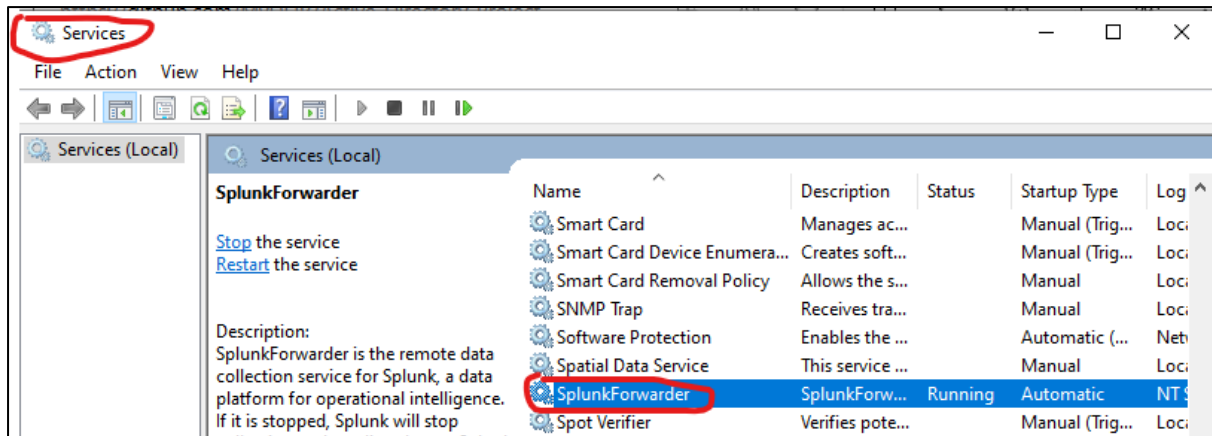 Services
File Action View Help
Services (Local)
Services (Local)
SplunkForwarder
Stop the service
Restart the service
Description:
SplunkForwarder is the remote data
collection service for Splunk, a data
platform for operational intelligence.
If it is stopped, Splunk will stop
Name Description Status Startup Type Log
Smart Card Manages ac... Manual (Trig... Loca
Smart Card Device Enumera... Creates soft... Manual (Trig... Loca
Smart Card Removal Policy Allows the s... Manual Loca
SNMP Trap Receives tra... Manual Loca
Software Protection Enables the ... Automatic (... Netw
Spatial Data Service This service ... Manual Loca
SplunkForwarder SplunkForw... Running Automatic NT S
Spot Verifier Verifies pote... Manual (Trig... Loca